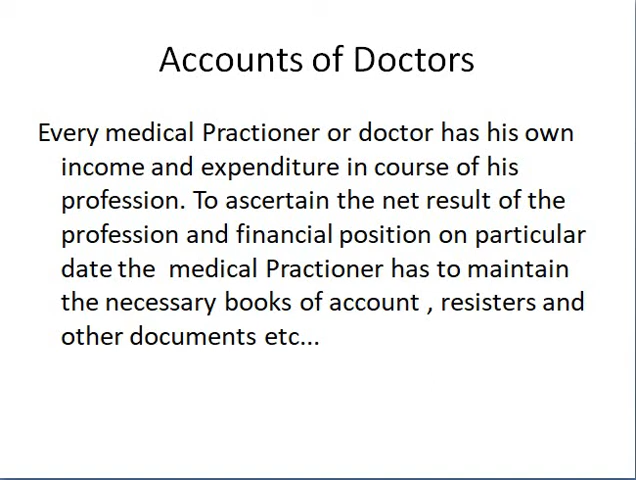 Accounts of Doctors
Every medical Practioner or doctor has his own
income and expenditure in course of his
profession. To ascertain the net result of the
profession and financial position on particular
date the  medical Practioner has to maintain
the necessary books of account , resisters and
other documents etc...